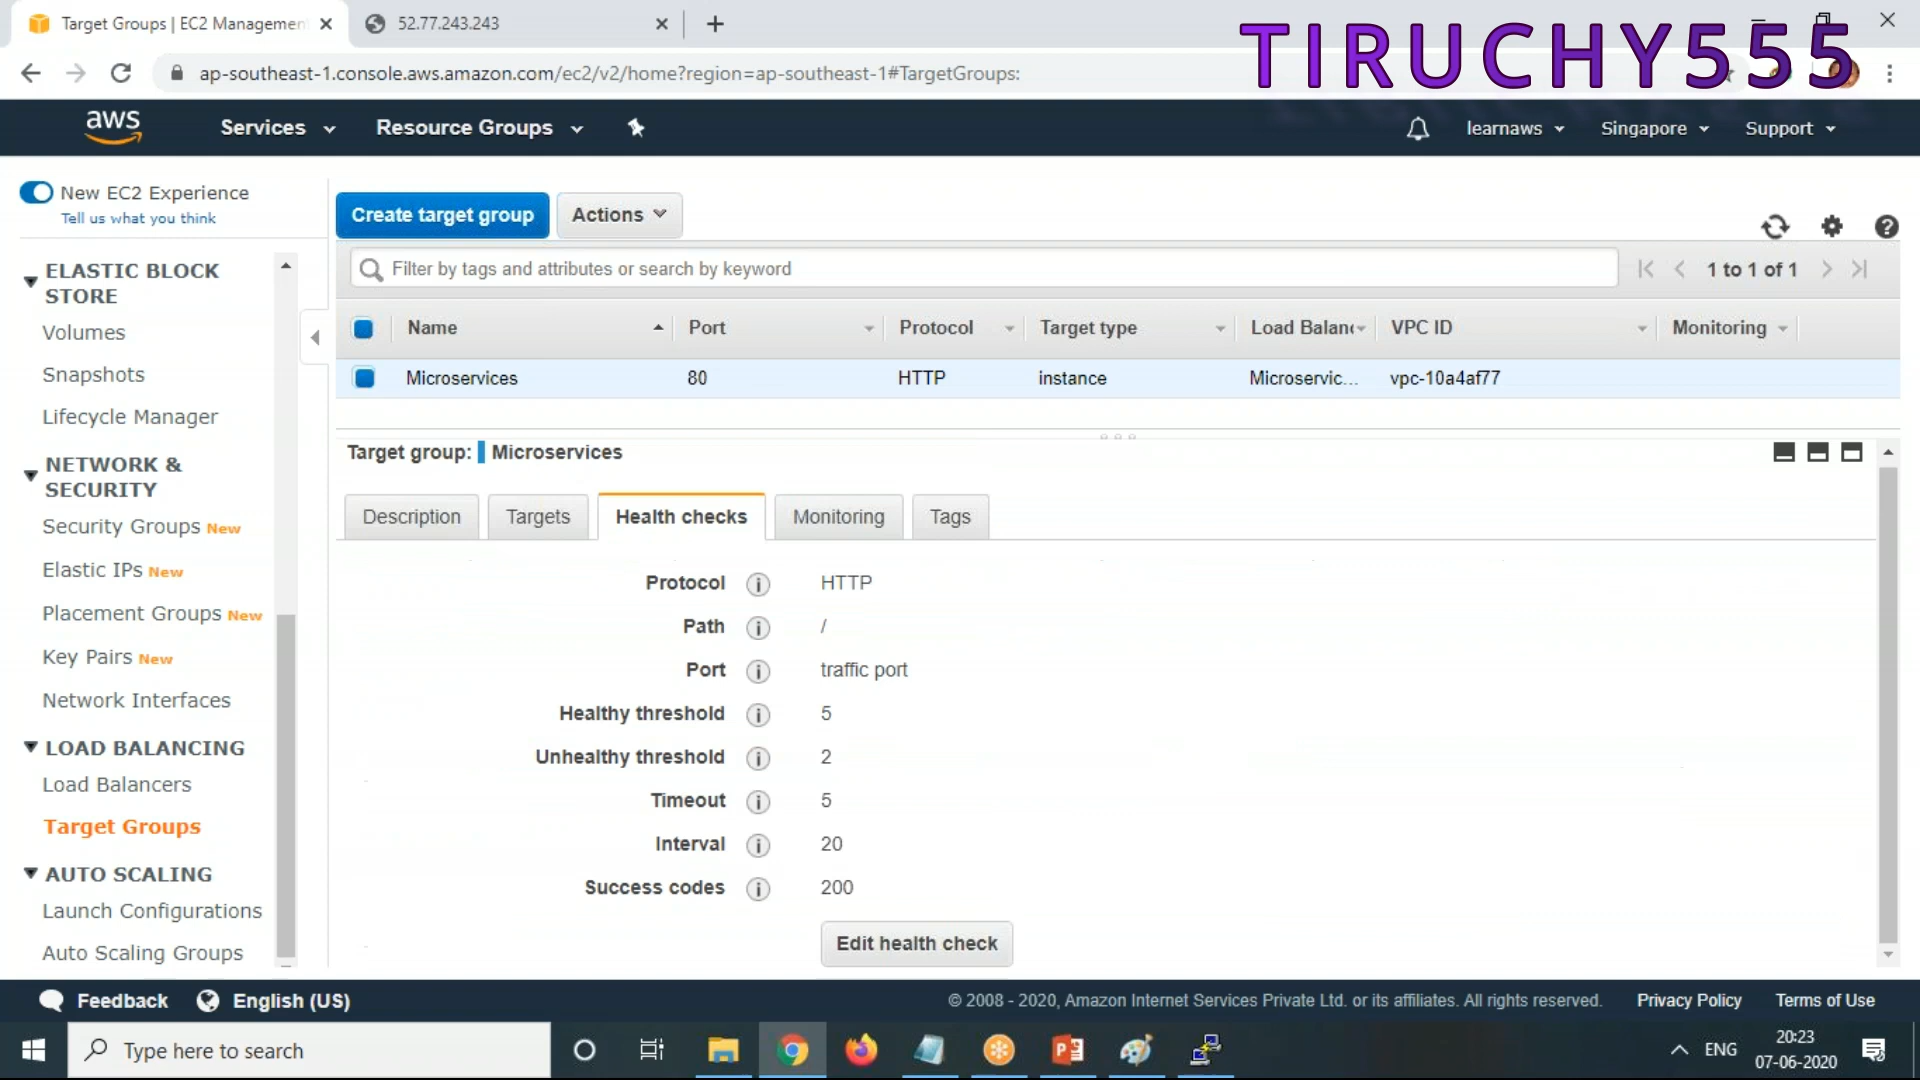 Target Groups | EC2 Managemen
52.77.243.243
TIRUCHY555
ap-southeast-1.console.aws.amazon.com/ec2/v2/home?region=ap-southeast-1#TargetGroups:
aws
Services
Resource Groups
learnaws
Singapore
Support
New EC2 Experience
Tell us what you think
ELASTIC BLOCK
STORE
Volumes
Snapshots
Lifecycle Manager
NETWORK &
SECURITY
Security Groups New
Elastic IPs New
Placement Groups New
Key Pairs New
Network Interfaces
LOAD BALANCING
Load Balancers
Target Groups
AUTO SCALING
Launch Configurations
Auto Scaling Groups
Create target group
Actions
Filter by tags and attributes or search by keyword
1 to 1 of 1
Name Port Protocol Target type Load Balanc VPC ID Monitoring
Microservices 80 HTTP instance Microservic... vpc-10a4af77
Target group: Microservices
Description Targets Health checks Monitoring Tags
Protocol HTTP
Path /
Port traffic port
Healthy threshold 5
Unhealthy threshold 2
Timeout 5
Interval 20
Success codes 200
Edit health check
Feedback
English (US)
© 2008 - 2020, Amazon Internet Services Private Ltd. or its affiliates. All rights reserved.
Privacy Policy
Terms of Use
Type here to search
ENG
20:23
07-06-2020